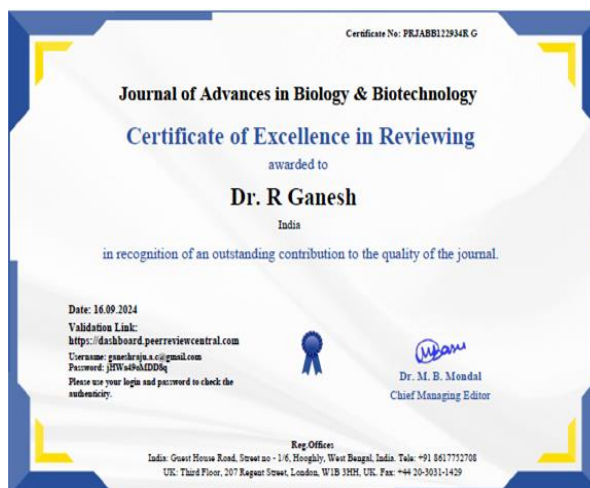 Certificate No: PRJABB122934R G
Journal of Advances in Biology & Biotechnology
Certificate of Excellence in Reviewing
awarded to
Dr. R Ganesh
India
in recognition of an outstanding contribution to the quality of the journal.
Date: 16.09.2024
Validation Link:
https://dashboard.peerreviewcentral.com
Username: ganeshraju.a.c@gmail.com
Password: jHWa49oMDD8q
Please use your login and password to check the
authenticity.
Dr. M. B. Mondal
Chief Managing Editor
Reg.Offices
India: Guest House Road, Street no - 1/6, Hooghly, West Bengal, India. Tele: +91 8617752708
UK: Third Floor, 207 Regent Street, London, W1B 3HH, UK. Fax: +44 20-3031-1429